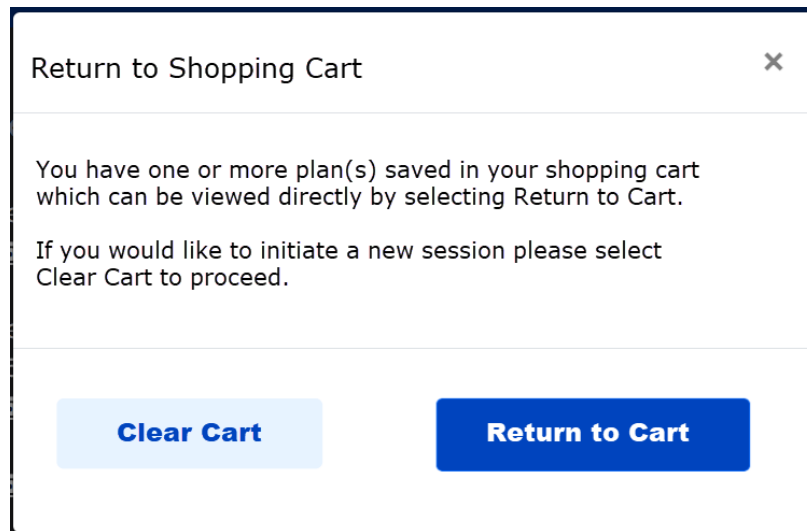 Return to Shopping Cart
×
You have one or more plan(s) saved in your shopping cart
which can be viewed directly by selecting Return to Cart.
If you would like to initiate a new session please select
Clear Cart to proceed.
Clear Cart
Return to Cart